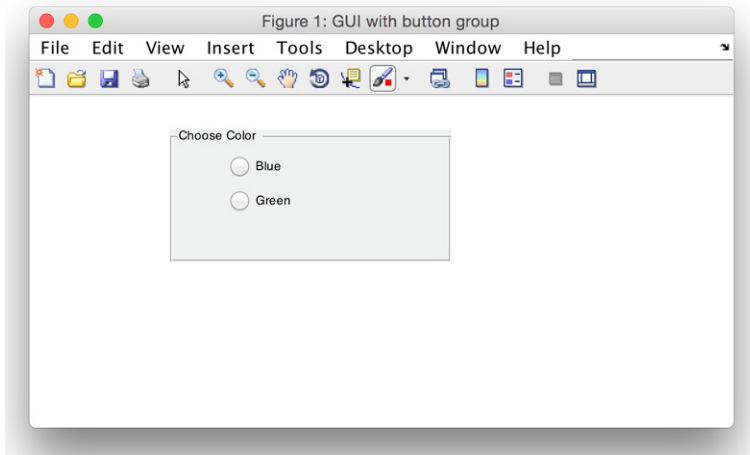 Figure 1: GUI with button group
File Edit View Insert Tools Desktop Window Help
Choose Color
Blue
Green